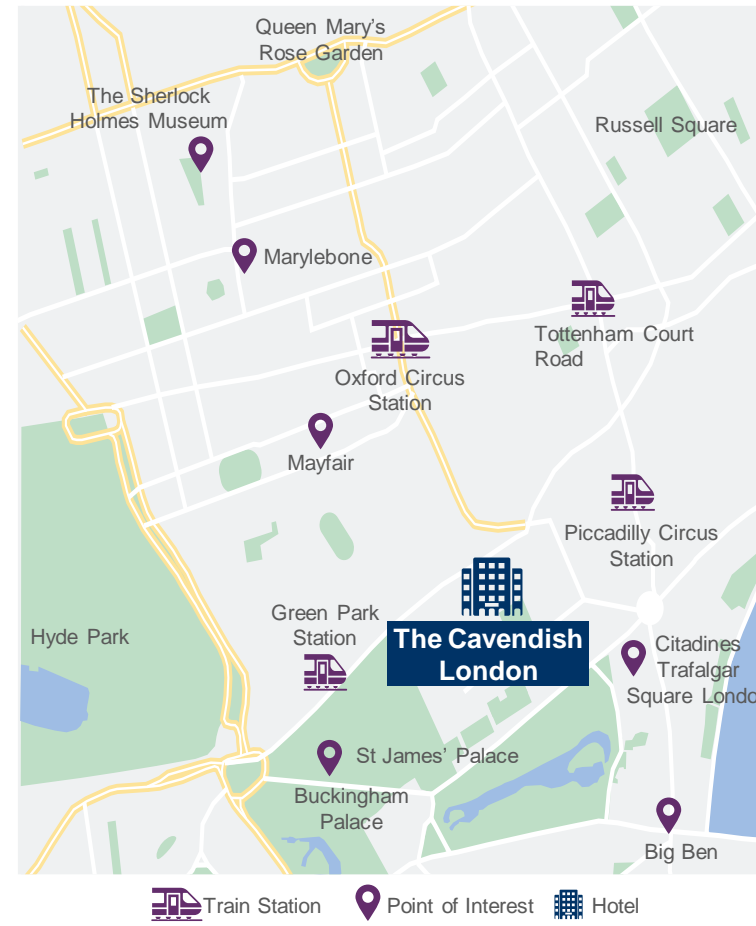 Queen Mary's
Rose Garden
The Sherlock
Holmes Museum
Russell Square
Marylebone
Tottenham Court
Road
Oxford Circus
Station
Mayfair
Piccadilly Circus
Station
Green Park
Station
Hyde Park
The Cavendish
London
Citadines
Trafalgar
Square Londo
St James' Palace
Buckingham
Palace
Big Ben
Train Station
Point of Interest
Hotel